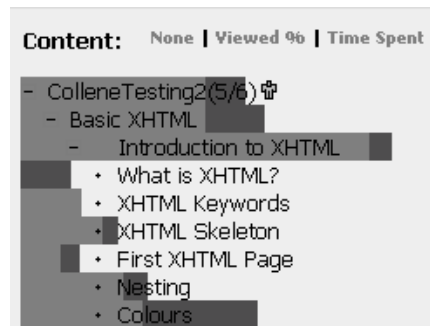 Content: None | Viewed % | Time Spent
- ColleneTesting2(5/6)
- Basic XHTML
- Introduction to XHTML
• What is XHTML?
• XHTML Keywords
• XHTML Skeleton
• First XHTML Page
• Nesting
• Colours